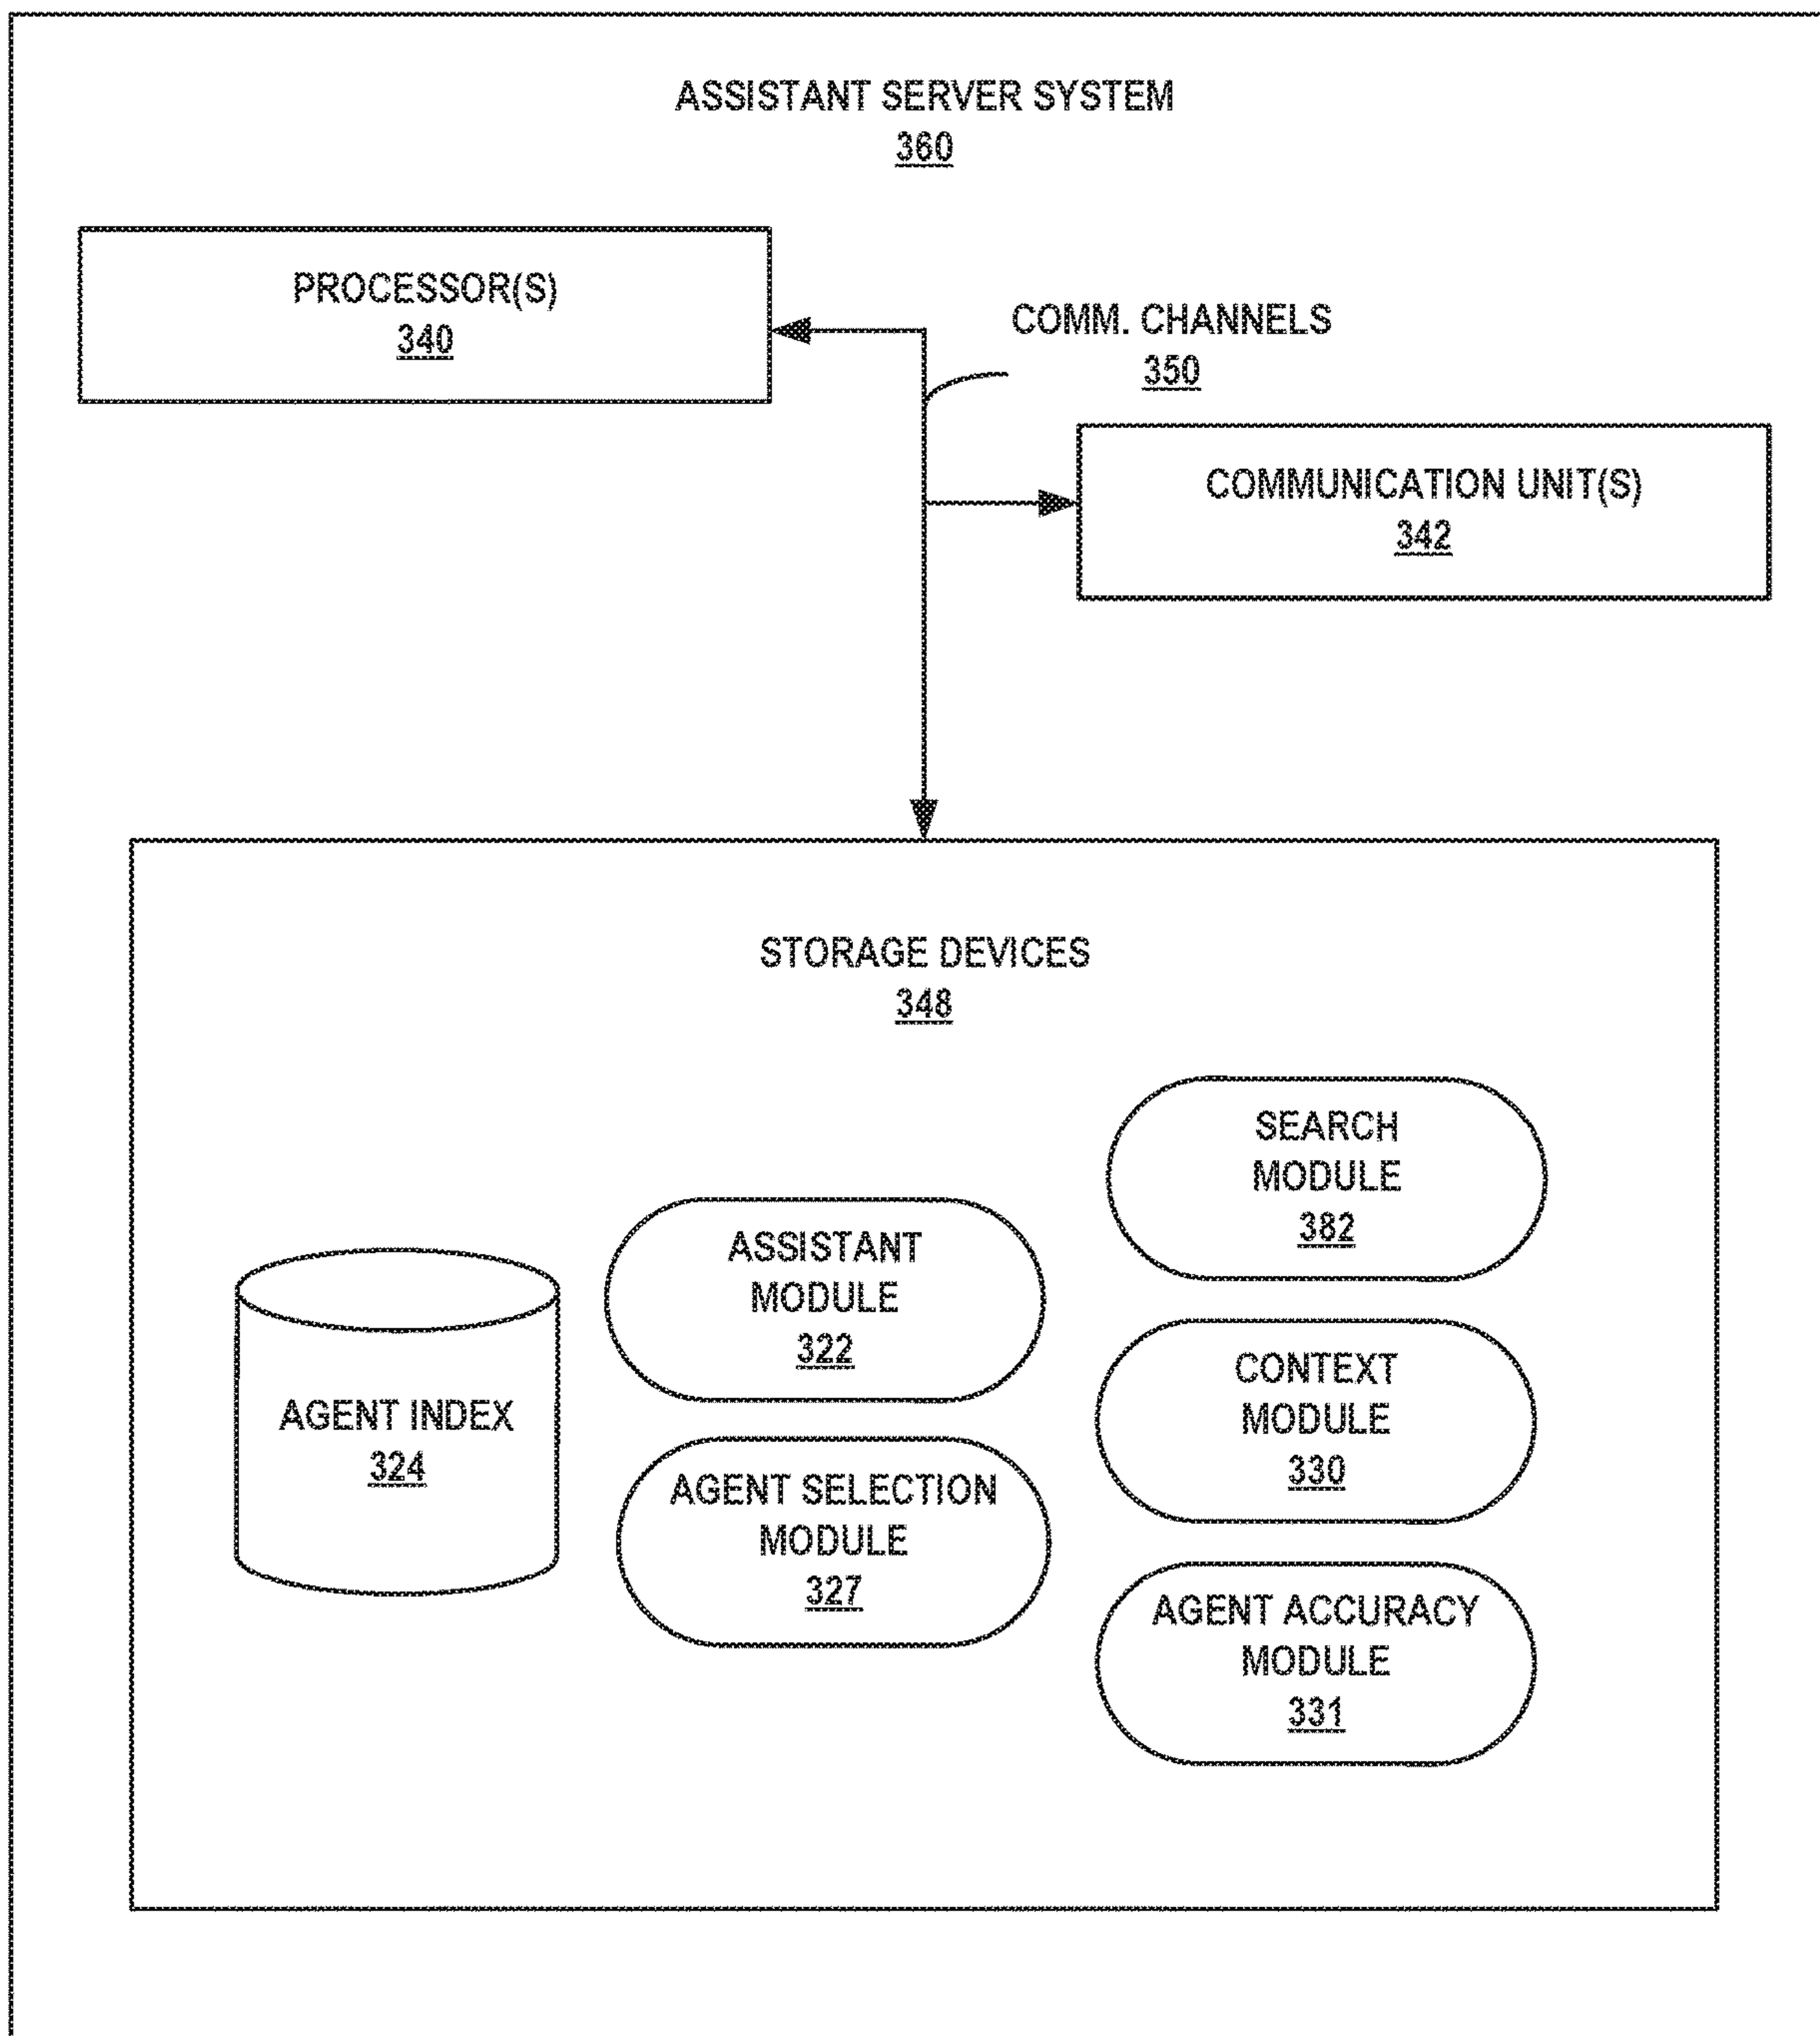 ASSISTANT SERVER SYSTEM
360
PROCESSOR(S)
340
COMM. CHANNELS
350
COMMUNICATION UNIT(S)
342
STORAGE DEVICES
348
SEARCH
MODULE
382
ASSISTANT
MODULE
322
CONTEXT
MODULE
330
AGENT INDEX
324
AGENT SELECTION
MODULE
327
AGENT ACCURACY
MODULE
331